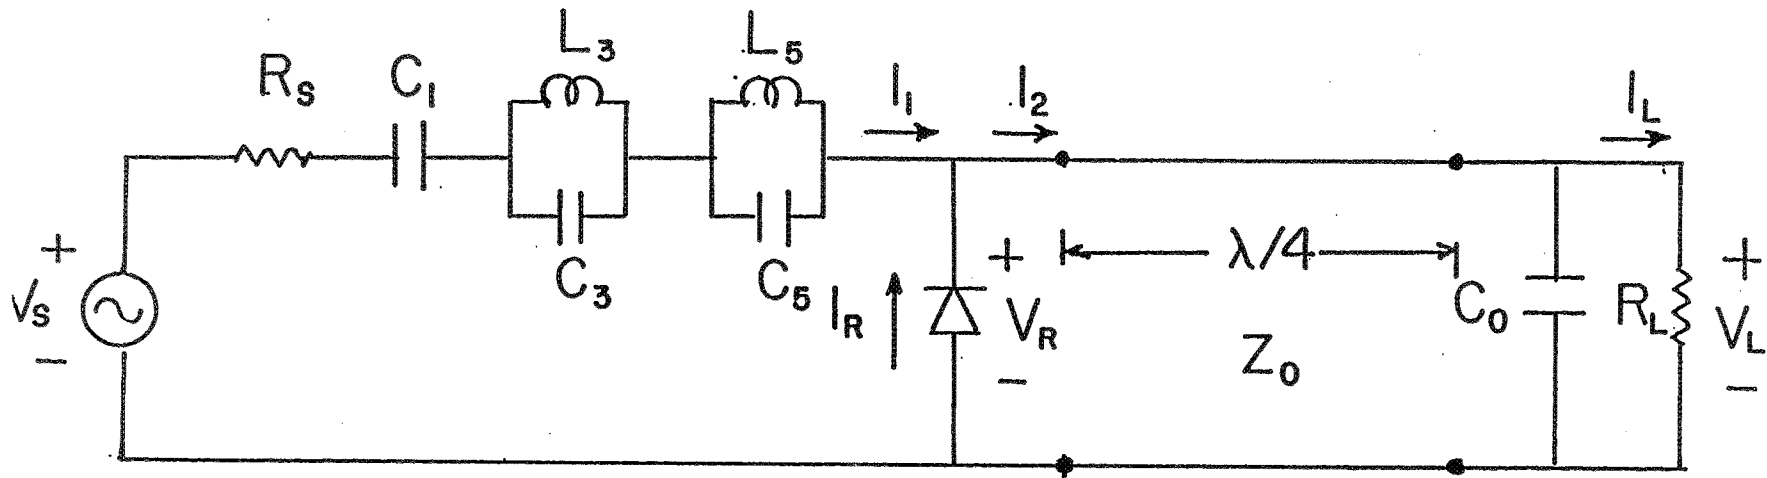 L3 L5
RS C1 I1 I2 IL
+ VS −
C3 C5 IR + VR −
λ/4
Z0
C0 RL + VL −